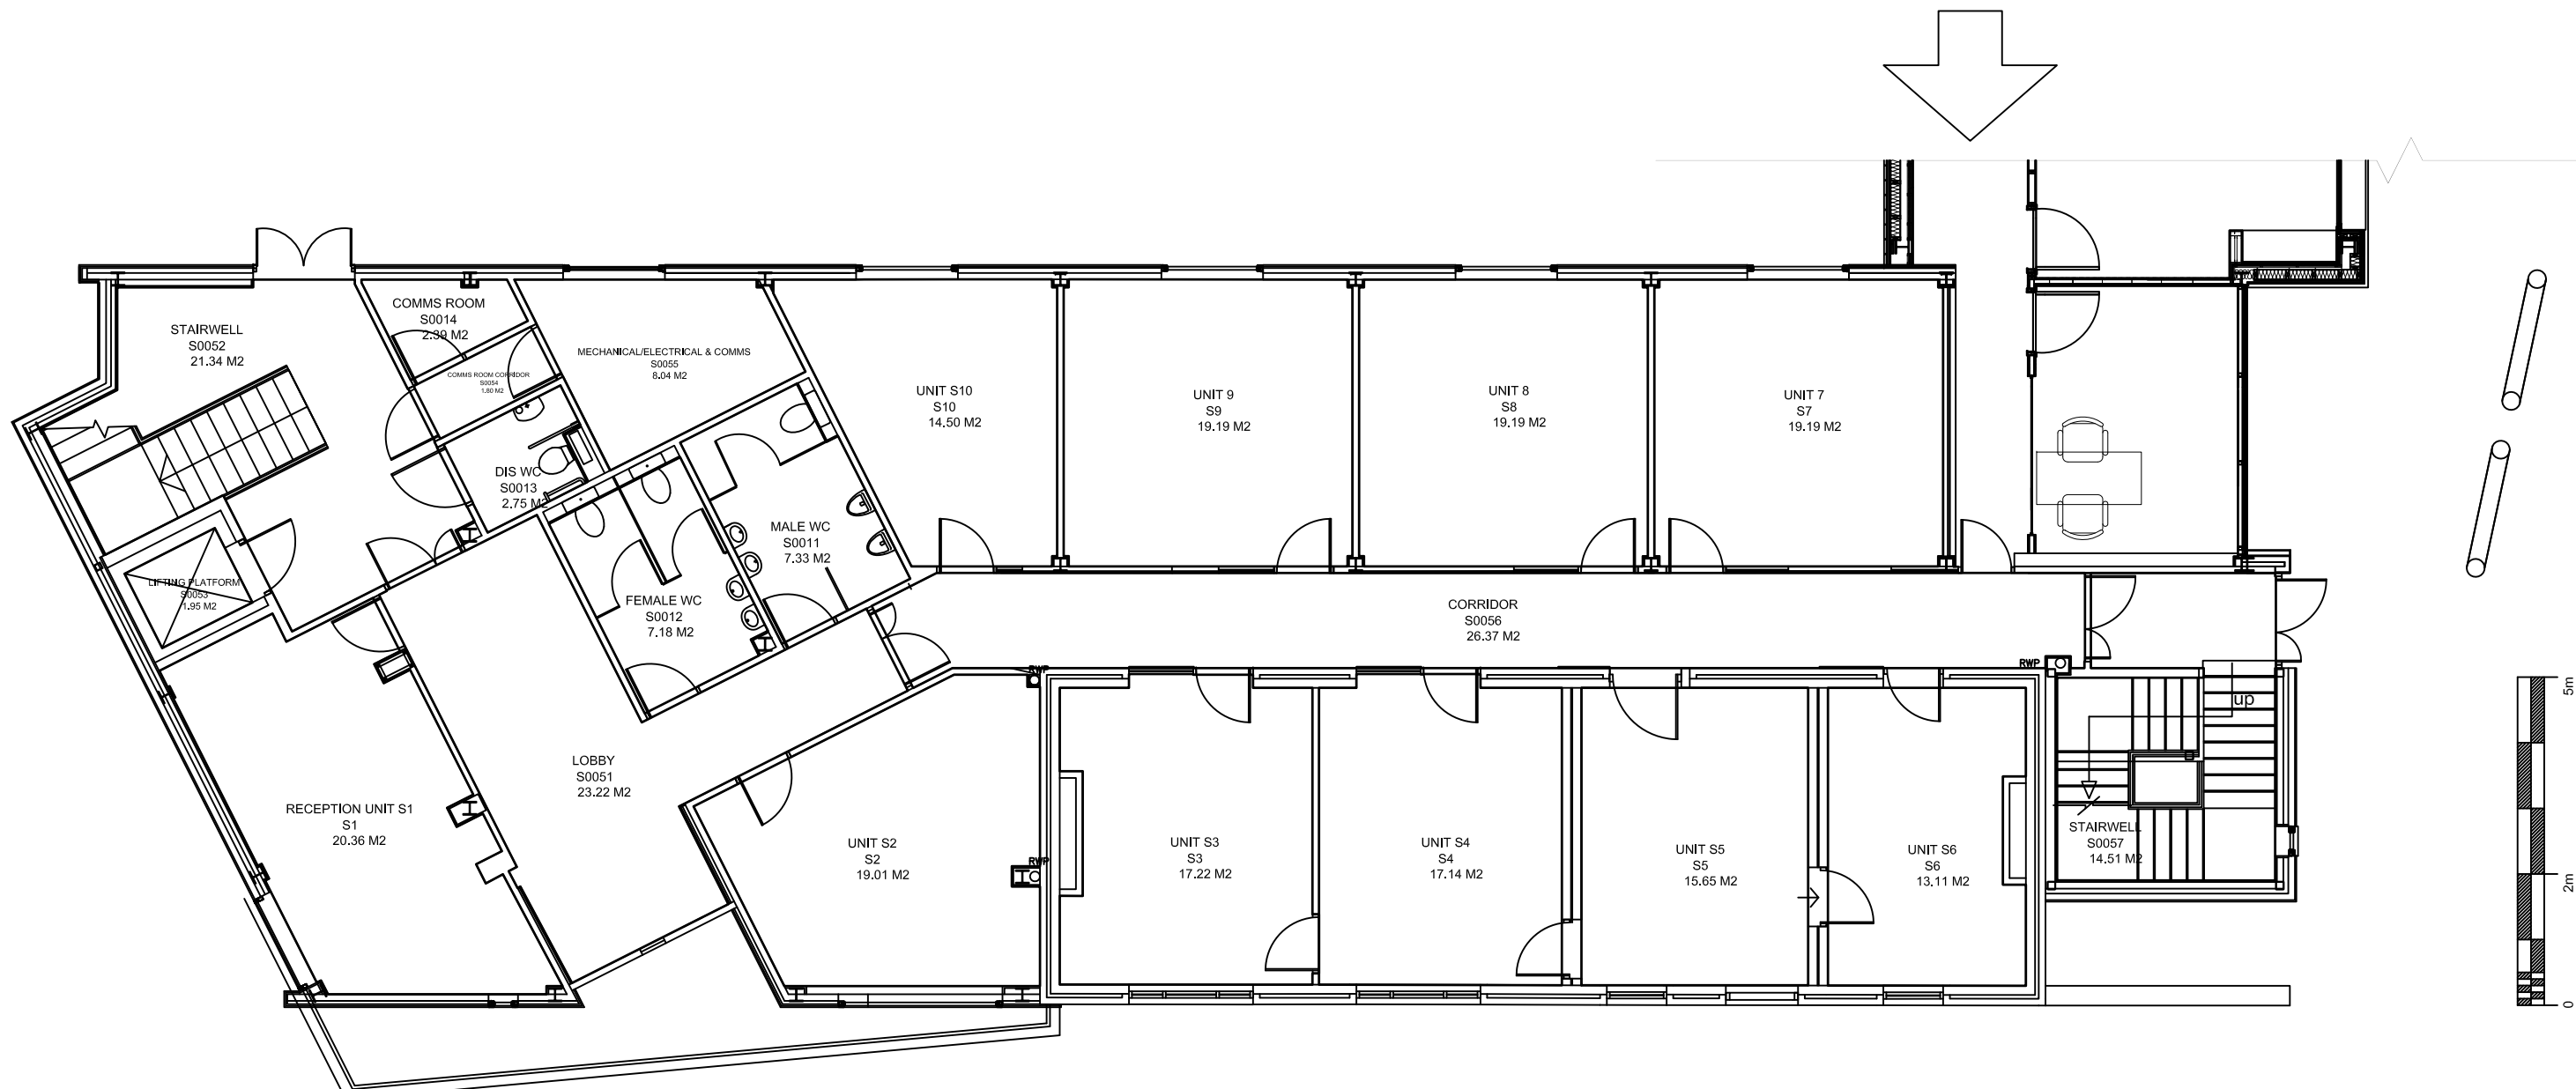 COMMS ROOM
S0014
2.39 M2
STAIRWELL
S0052
21.34 M2
MECHANICAL/ELECTRICAL & COMMS
S0055
8.04 M2
COMMS ROOM CORRIDOR
S0054
1.80 M2
UNIT S10
S10
14.50 M2
UNIT 9
S9
19.19 M2
UNIT 8
S8
19.19 M2
UNIT 7
S7
19.19 M2
DIS WC
S0013
2.75 M2
MALE WC
S0011
7.33 M2
LIFTING PLATFORM
S0053
1.95 M2
FEMALE WC
S0012
7.18 M2
CORRIDOR
S0056
26.37 M2
RWP
RWP
up
LOBBY
S0051
23.22 M2
RECEPTION UNIT S1
S1
20.36 M2
UNIT S2
S2
19.01 M2
RWP
UNIT S3
S3
17.22 M2
UNIT S4
S4
17.14 M2
UNIT S5
S5
15.65 M2
UNIT S6
S6
13.11 M2
STAIRWELL
S0057
14.51 M2
5m
2m
0